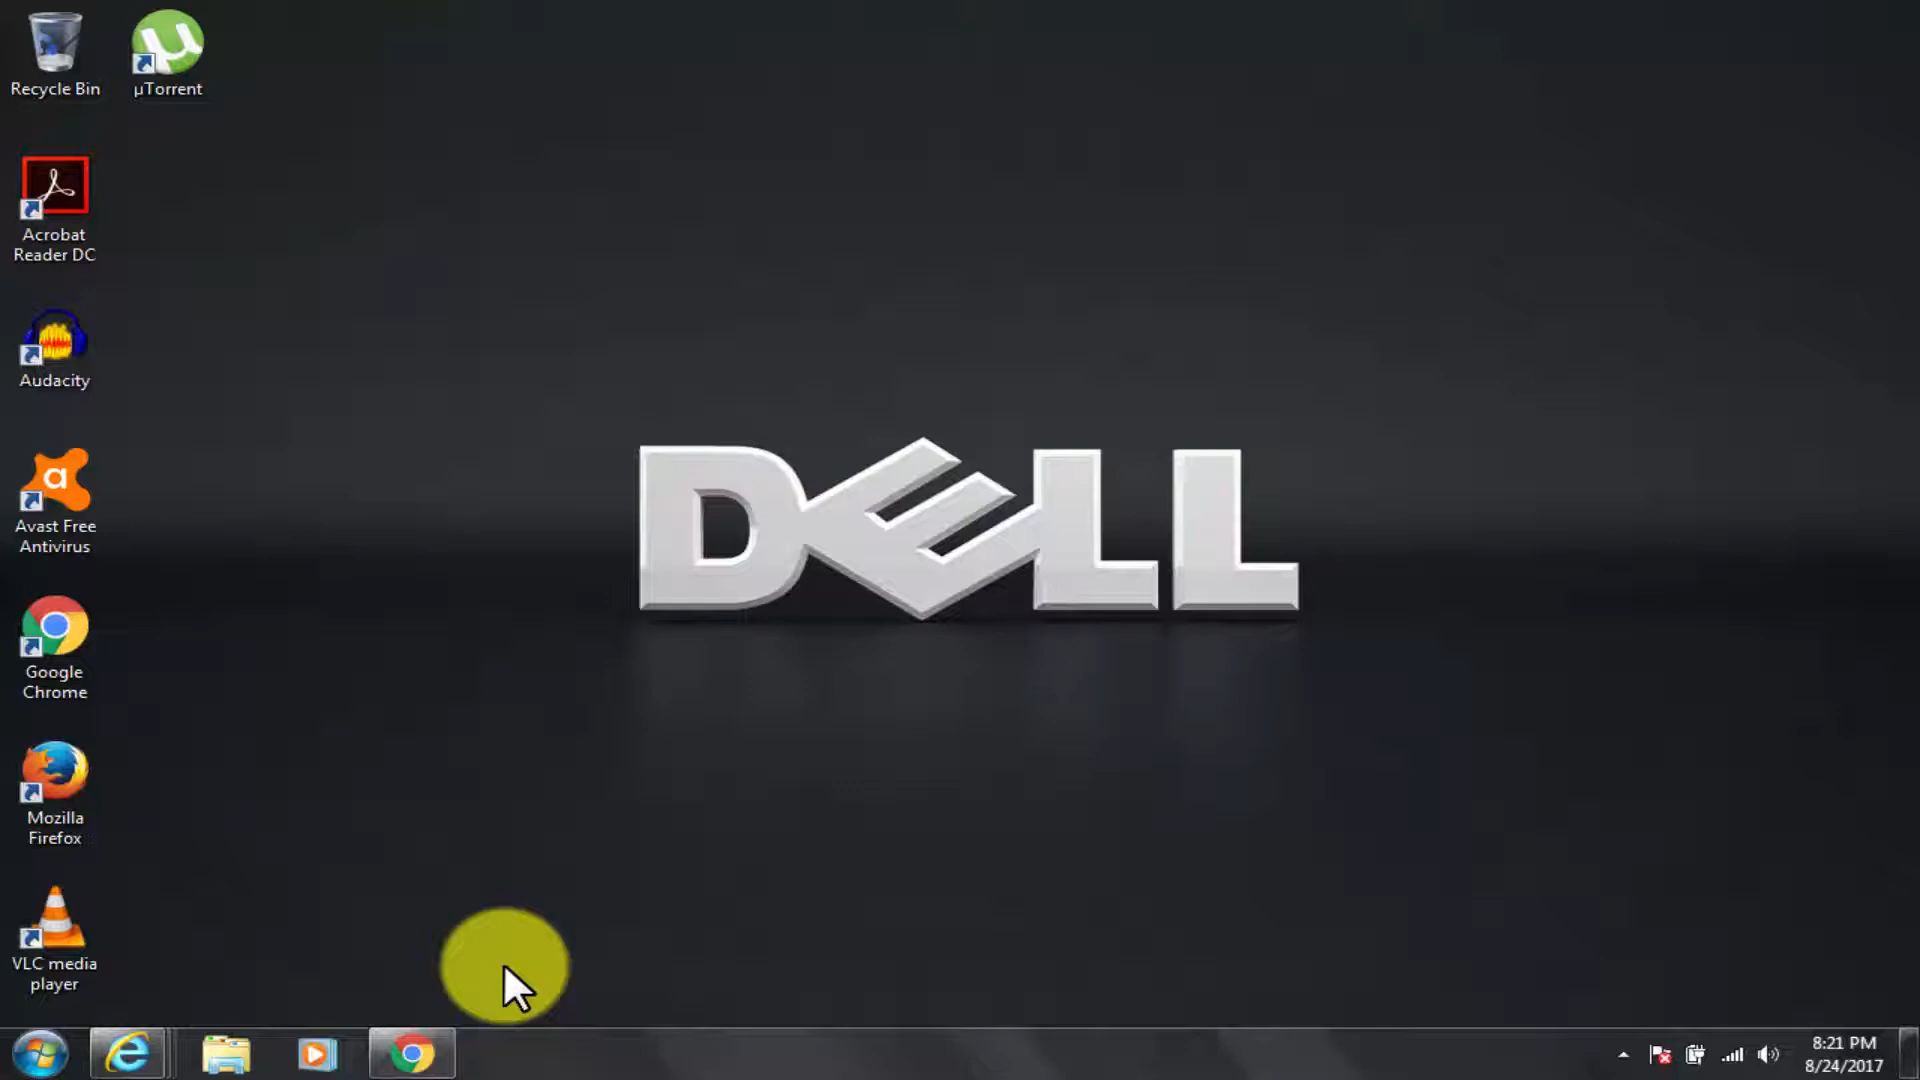 Recycle Bin
µTorrent
Acrobat
Reader DC
Audacity
Avast Free
Antivirus
Google
Chrome
Mozilla
Firefox
VLC media
player
DELL
8:21 PM
8/24/2017